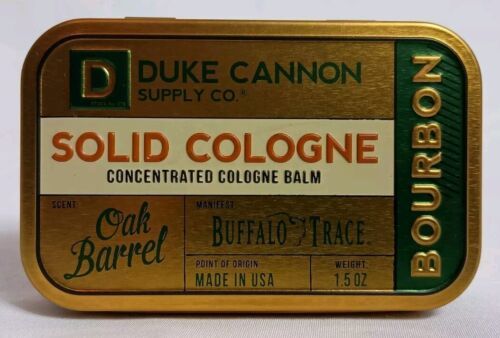 D
DUKE CANNON
SUPPLY CO.®
SOLID COLOGNE
CONCENTRATED COLOGNE BALM
SCENT:
Oak
Barrel
MANIFEST:
BUFFALO TRACE
POINT OF ORIGIN:
MADE IN USA
WEIGHT:
1.5 OZ
BOURBON